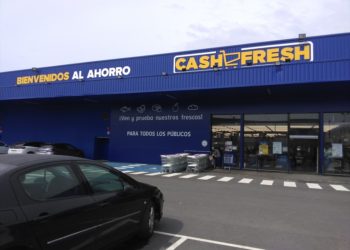 BIENVENIDOS AL AHORRO
CASH FRESH
¡Ven y prueba nuestros frescos!
PARA TODOS LOS PÚBLICOS